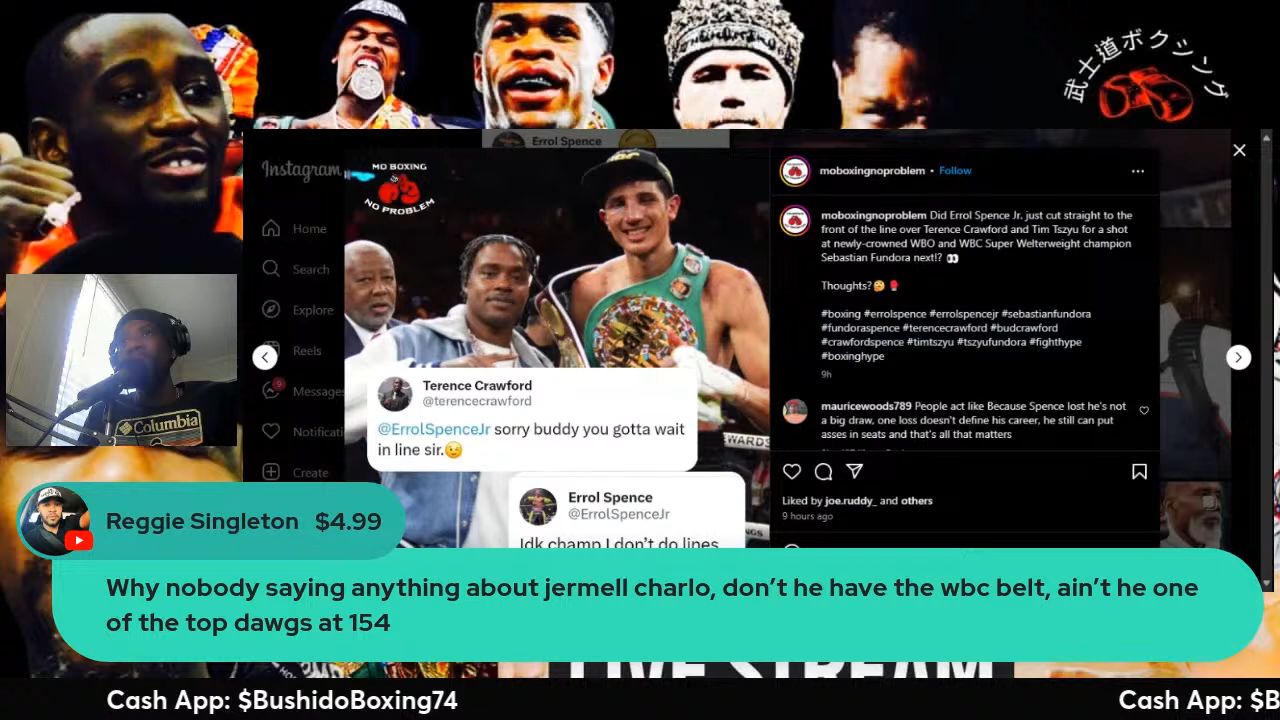 武士道ボクシング
Errol Spence
Instagram
MO BOXING
NO PROBLEM
moboxingnoproblem • Follow
Home
Search
Explore
Reels
Messages
9
Notificati
Create
moboxingnoproblem Did Errol Spence Jr. just cut straight to the
front of the line over Terence Crawford and Tim Tszyu for a shot
at newly-crowned WBO and WBC Super Welterweight champion
Sebastian Fundora next!? 👀
Thoughts?🤔🥊
#boxing #errolspence #errolspencejr #sebastianfundora
#fundoraspence #terencecrawford #budcrawford
#crawfordspence #timtszyu #tszyufundora #fighthype
#boxinghype
9h
mauricewoods789 People act like Because Spence lost he's not
a big draw, one loss doesn't define his career, he still can put
asses in seats and that's all that matters
Liked by joe.ruddy_ and others
9 hours ago
Terence Crawford
@terencecrawford
@ErrolSpenceJr sorry buddy you gotta wait
in line sir.😉
Errol Spence
@ErrolSpenceJr
Idk champ I don't do lines
Columbia
Reggie Singleton $4.99
Why nobody saying anything about jermell charlo, don't he have the wbc belt, ain't he one
of the top dawgs at 154
LIVE STREAM
Cash App: $BushidoBoxing74
Cash App: $B